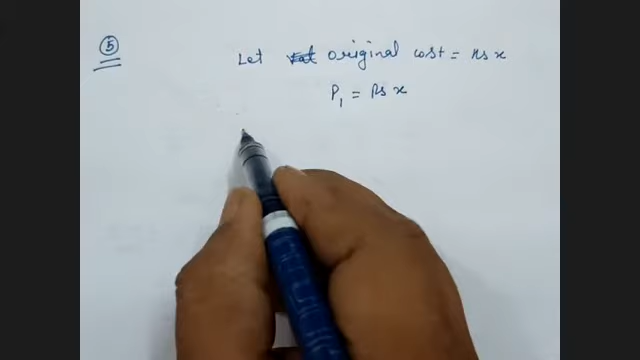 ⑤
Let original cost = Rs x
P₁ = Rs x